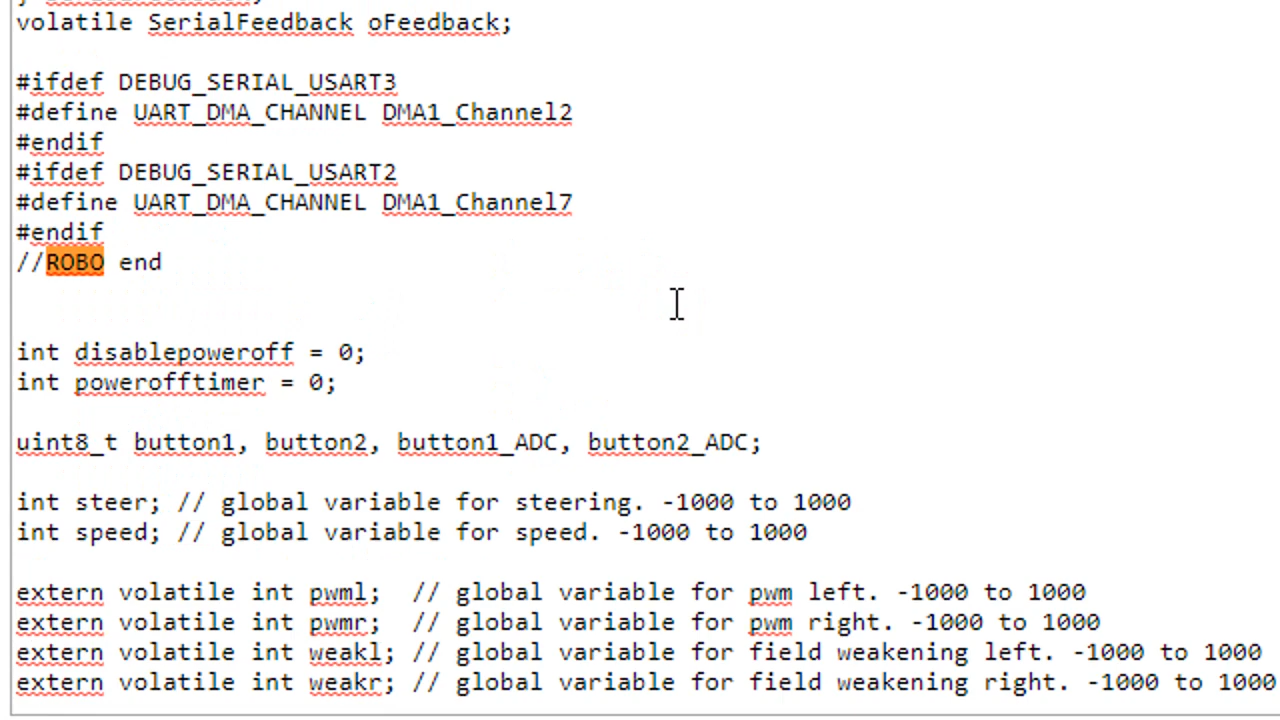 volatile SerialFeedback oFeedback;
#ifdef DEBUG_SERIAL_USART3
#define UART_DMA_CHANNEL DMA1_Channel2
#endif
#ifdef DEBUG_SERIAL_USART2
#define UART_DMA_CHANNEL DMA1_Channel7
#endif
//ROBO end
int disablepoweroff = 0;
int powerofftimer = 0;
uint8_t button1, button2, button1_ADC, button2_ADC;
int steer; // global variable for steering. -1000 to 1000
int speed; // global variable for speed. -1000 to 1000
extern volatile int pwml;  // global variable for pwm left. -1000 to 1000
extern volatile int pwmr;  // global variable for pwm right. -1000 to 1000
extern volatile int weakl; // global variable for field weakening left. -1000 to 1000
extern volatile int weakr; // global variable for field weakening right. -1000 to 1000